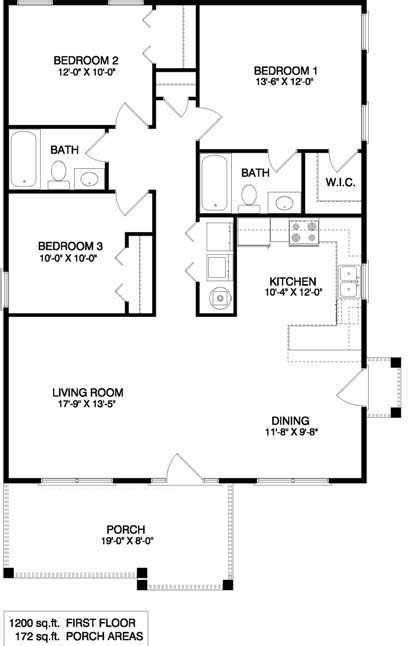 BEDROOM 2
12'-0" X 10'-0"
BEDROOM 1
13'-6" X 12'-0"
BATH
BATH
W.I.C.
BEDROOM 3
10'-0" X 10'-0"
KITCHEN
10'-4" X 12'-0"
LIVING ROOM
17'-9" X 13'-5"
DINING
11'-8" X 9'-8"
PORCH
19'-0" X 8'-0"
1200 sq.ft. FIRST FLOOR
172 sq.ft. PORCH AREAS